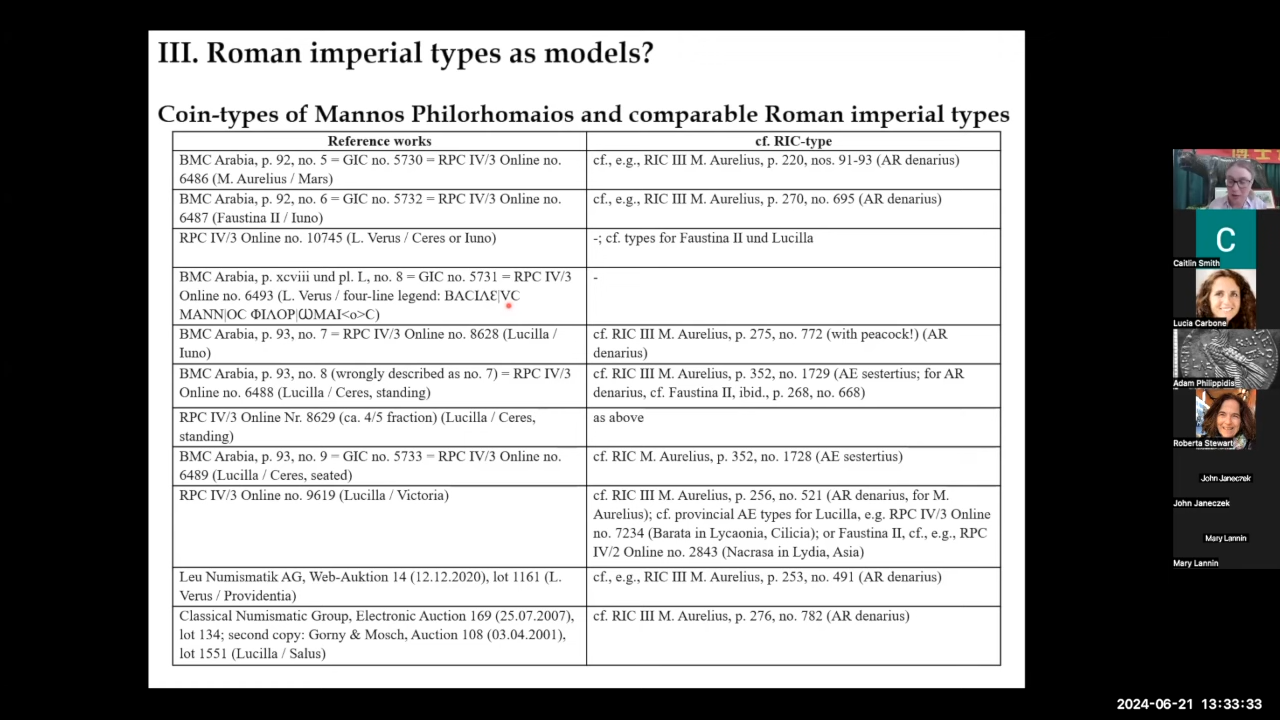 III. Roman imperial types as models?
Coin-types of Mannos Philorhomaios and comparable Roman imperial types
Reference works
cf. RIC-type
BMC Arabia, p. 92, no. 5 = GIC no. 5730 = RPC IV/3 Online no.
6486 (M. Aurelius / Mars)
cf., e.g., RIC III M. Aurelius, p. 220, nos. 91-93 (AR denarius)
BMC Arabia, p. 92, no. 6 = GIC no. 5732 = RPC IV/3 Online no.
6487 (Faustina II / Iuno)
cf., e.g., RIC III M. Aurelius, p. 270, no. 695 (AR denarius)
RPC IV/3 Online no. 10745 (L. Verus / Ceres or Iuno)
-; cf. types for Faustina II und Lucilla
BMC Arabia, p. xcviii und pl. L, no. 8 = GIC no. 5731 = RPC IV/3
Online no. 6493 (L. Verus / four-line legend: ΒΑCΙΛƐ|VC
ΜΑΝΝ|ΟC ΦΙΛΟΡ|ѠΜΑΙ<ο>C)
-
BMC Arabia, p. 93, no. 7 = RPC IV/3 Online no. 8628 (Lucilla /
Iuno)
cf. RIC III M. Aurelius, p. 275, no. 772 (with peacock!) (AR
denarius)
BMC Arabia, p. 93, no. 8 (wrongly described as no. 7) = RPC IV/3
Online no. 6488 (Lucilla / Ceres, standing)
cf. RIC III M. Aurelius, p. 352, no. 1729 (AE sestertius; for AR
denarius, cf. Faustina II, ibid., p. 268, no. 668)
RPC IV/3 Online Nr. 8629 (ca. 4/5 fraction) (Lucilla / Ceres,
standing)
as above
BMC Arabia, p. 93, no. 9 = GIC no. 5733 = RPC IV/3 Online no.
6489 (Lucilla / Ceres, seated)
cf. RIC M. Aurelius, p. 352, no. 1728 (AE sestertius)
RPC IV/3 Online no. 9619 (Lucilla / Victoria)
cf. RIC III M. Aurelius, p. 256, no. 521 (AR denarius, for M.
Aurelius); cf. provincial AE types for Lucilla, e.g. RPC IV/3 Online
no. 7234 (Barata in Lycaonia, Cilicia); or Faustina II, cf., e.g., RPC
IV/2 Online no. 2843 (Nacrasa in Lydia, Asia)
Leu Numismatik AG, Web-Auktion 14 (12.12.2020), lot 1161 (L.
Verus / Providentia)
cf., e.g., RIC III M. Aurelius, p. 253, no. 491 (AR denarius)
Classical Numismatic Group, Electronic Auction 169 (25.07.2007),
lot 134; second copy: Gorny & Mosch, Auction 108 (03.04.2001),
lot 1551 (Lucilla / Salus)
cf. RIC III M. Aurelius, p. 276, no. 782 (AR denarius)
C
Caitlin Smith
Lucia Carbone
Adam Philippidis
Roberta Stewart
John Janeczek
John Janeczek
Mary Lannin
Mary Lannin
2024-06-21 13:33:33